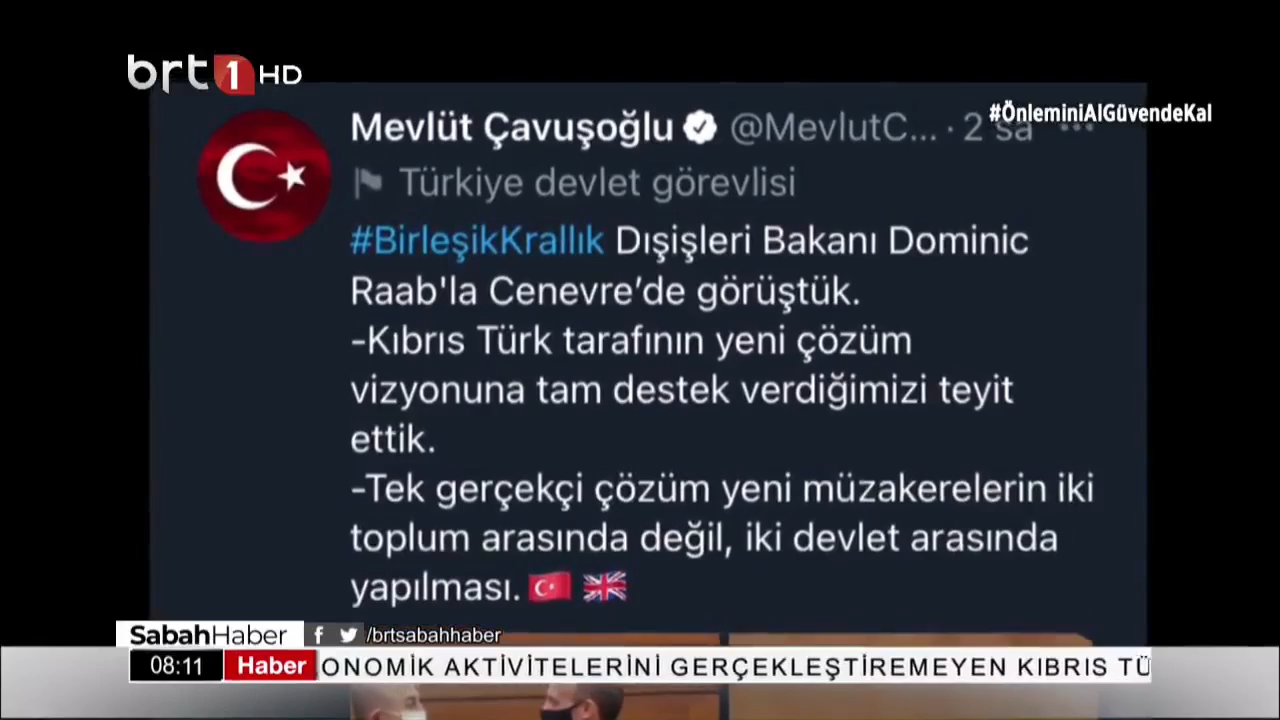 brt 1 HD
#ÖnleminiAlGüvendeKal
Mevlüt Çavuşoğlu @MevlutC... · 2 sa
Türkiye devlet görevlisi
#BirleşikKrallık Dışişleri Bakanı Dominic
Raab'la Cenevre’de görüştük.
-Kıbrıs Türk tarafının yeni çözüm
vizyonuna tam destek verdiğimizi teyit
ettik.
-Tek gerçekçi çözüm yeni müzakerelerin iki
toplum arasında değil, iki devlet arasında
yapılması.
SabahHaber f /brtsabahhaber
08:11 Haber ONOMİK AKTİVİTELERİNİ GERÇEKLEŞTİREMEYEN KIBRIS TÜ